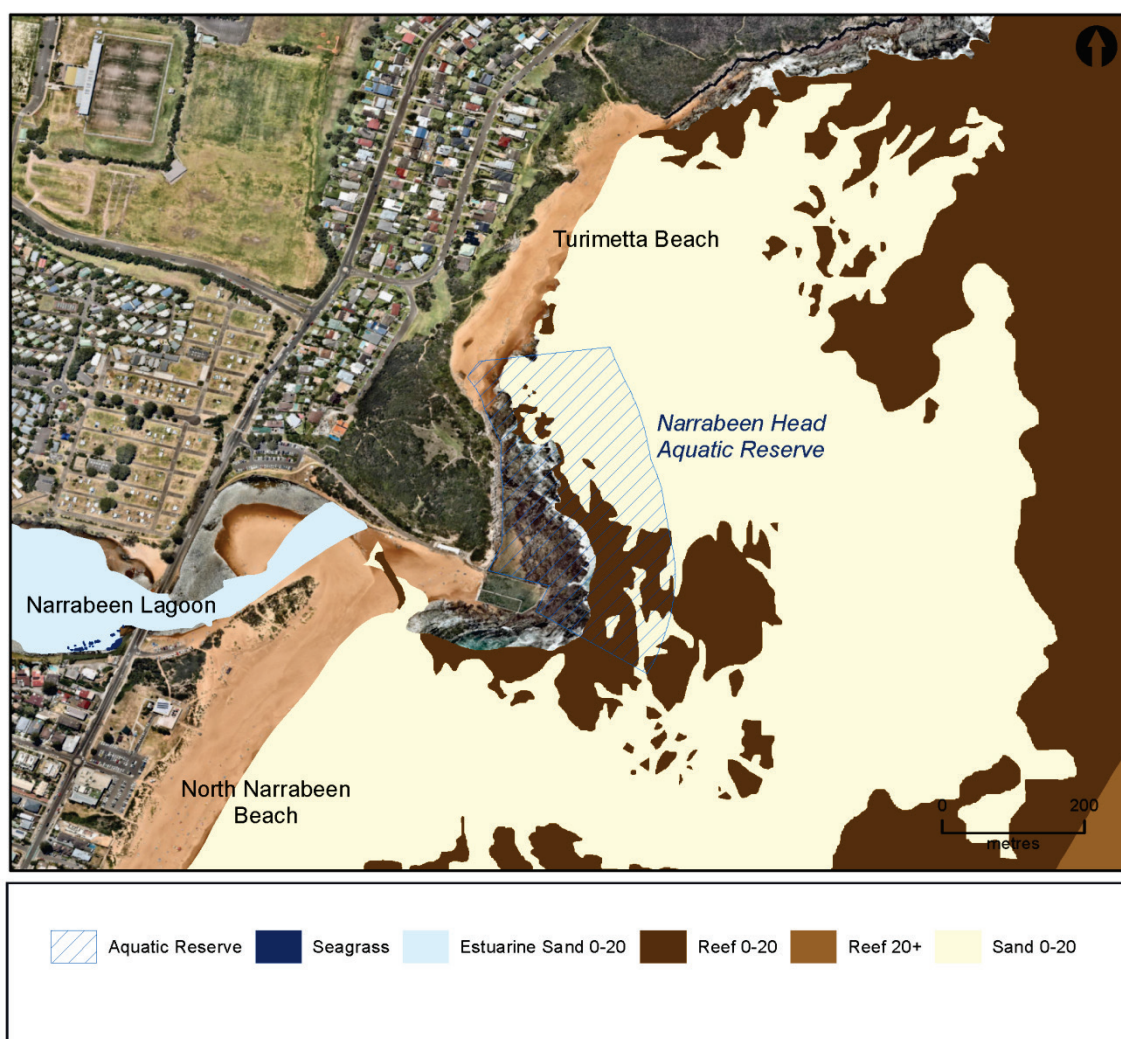 Turimetta Beach
Narrabeen Head
Aquatic Reserve
Narrabeen Lagoon
North Narrabeen
Beach
0 200
metres
Aquatic Reserve Seagrass Estuarine Sand 0-20 Reef 0-20 Reef 20+ Sand 0-20